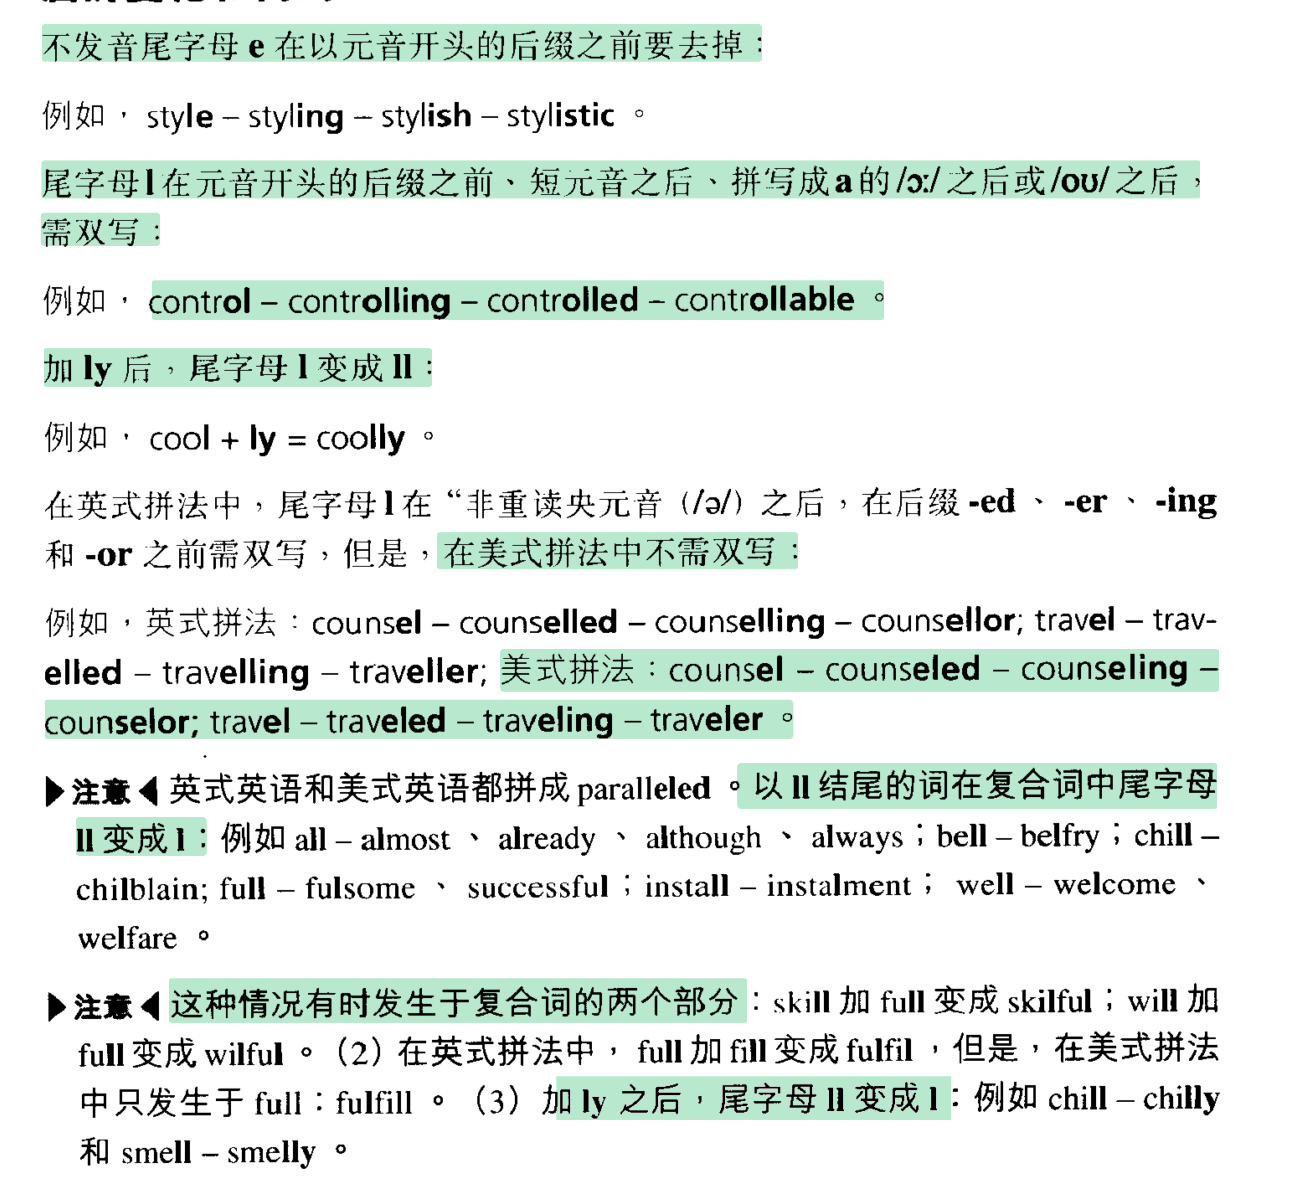 不发音尾字母 e 在以元音开头的后缀之前要去掉：
例如， style – styling – stylish – stylistic 。
尾字母 l 在元音开头的后缀之前、短元音之后、拼写成 a 的 /ɔ:/ 之后或 /oʊ/ 之后，
需双写：
例如， control – controlling – controlled – controllable 。
加 ly 后，尾字母 l 变成 ll：
例如， cool + ly = coolly 。
在英式拼法中，尾字母 l 在“非重读央元音（/ə/）之后，在后缀 -ed 、 -er 、 -ing
和 -or 之前需双写，但是，在美式拼法中不需双写：
例如，英式拼法：counsel – counselled – counselling – counsellor; travel – trav-
elled – travelling – traveller; 美式拼法：counsel – counseled – counseling –
counselor; travel – traveled – traveling – traveler 。
▶注意◀ 英式英语和美式英语都拼成 paralleled 。以 ll 结尾的词在复合词中尾字母
ll 变成 l：例如 all – almost 、 already 、 although 、 always；bell – belfry；chill –
chilblain; full – fulsome 、 successful；install – instalment； well – welcome 、
welfare 。
▶注意◀ 这种情况有时发生于复合词的两个部分：skill 加 full 变成 skilful；will 加
full 变成 wilful 。（2）在英式拼法中， full 加 fill 变成 fulfil ，但是，在美式拼法
中只发生于 full：fulfill 。（3）加 ly 之后，尾字母 ll 变成 l：例如 chill – chilly
和 smell – smelly 。